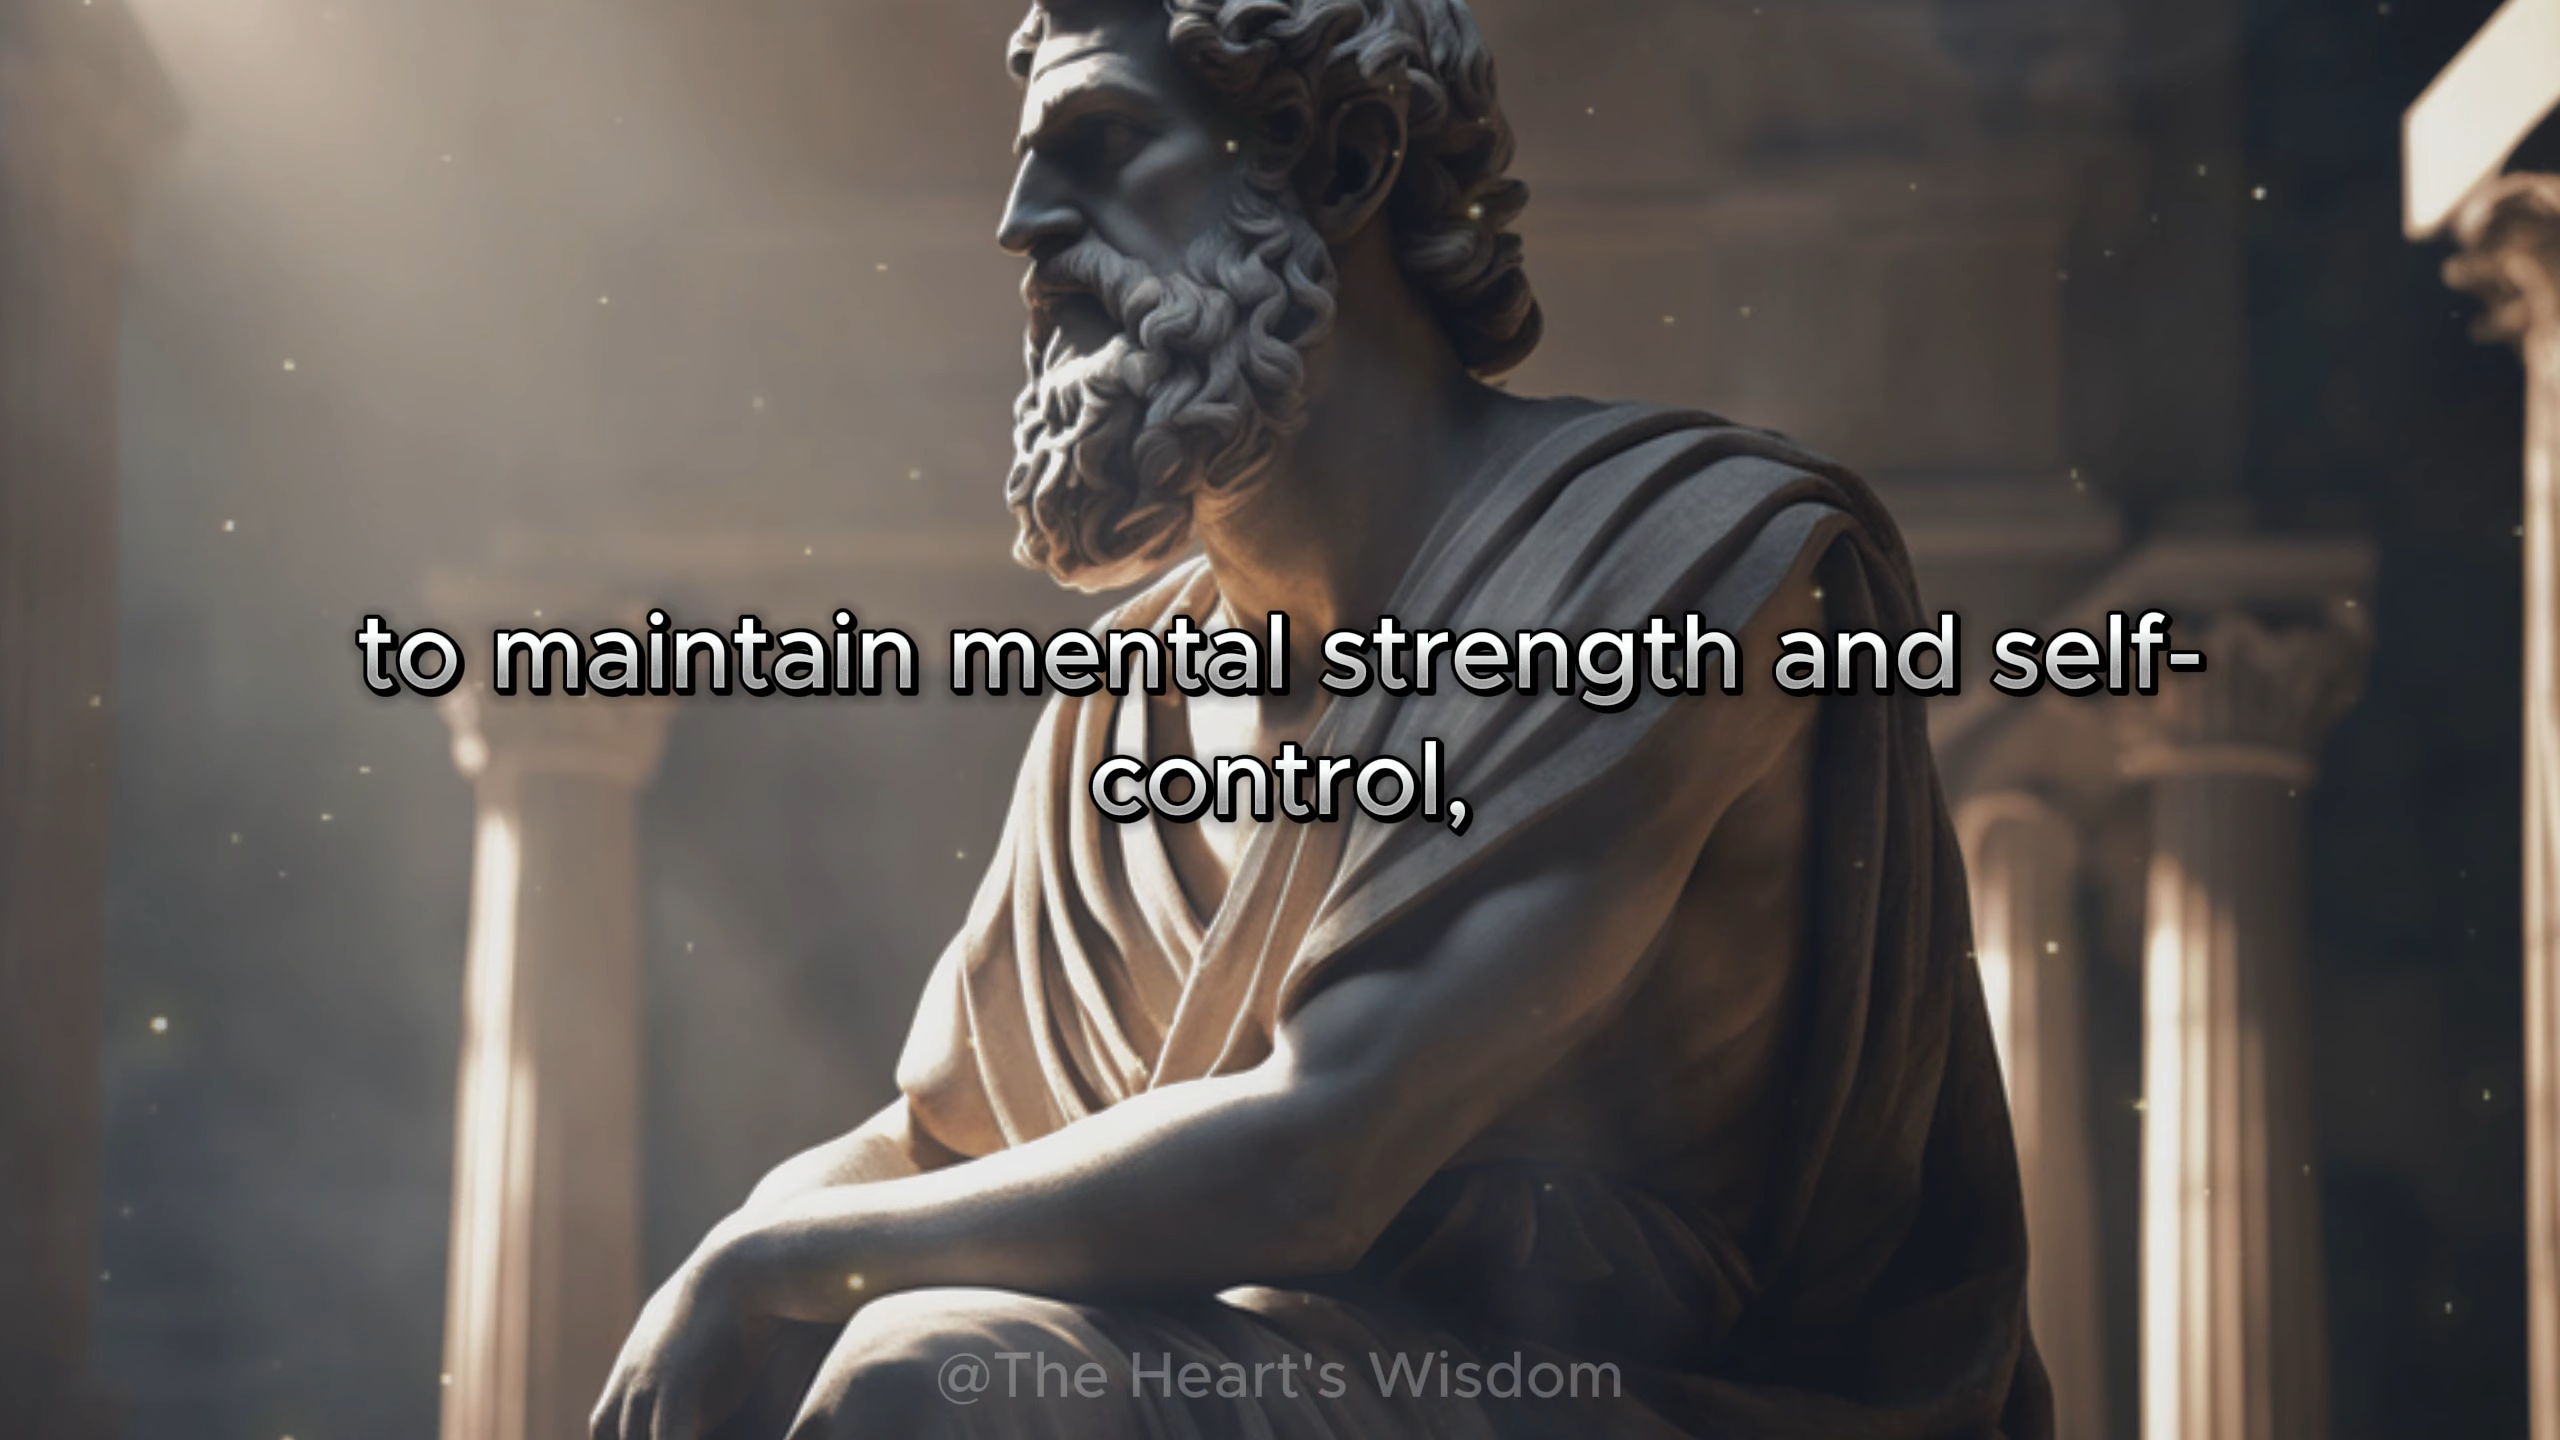 to maintain mental strength and self-
control,
@The Heart's Wisdom